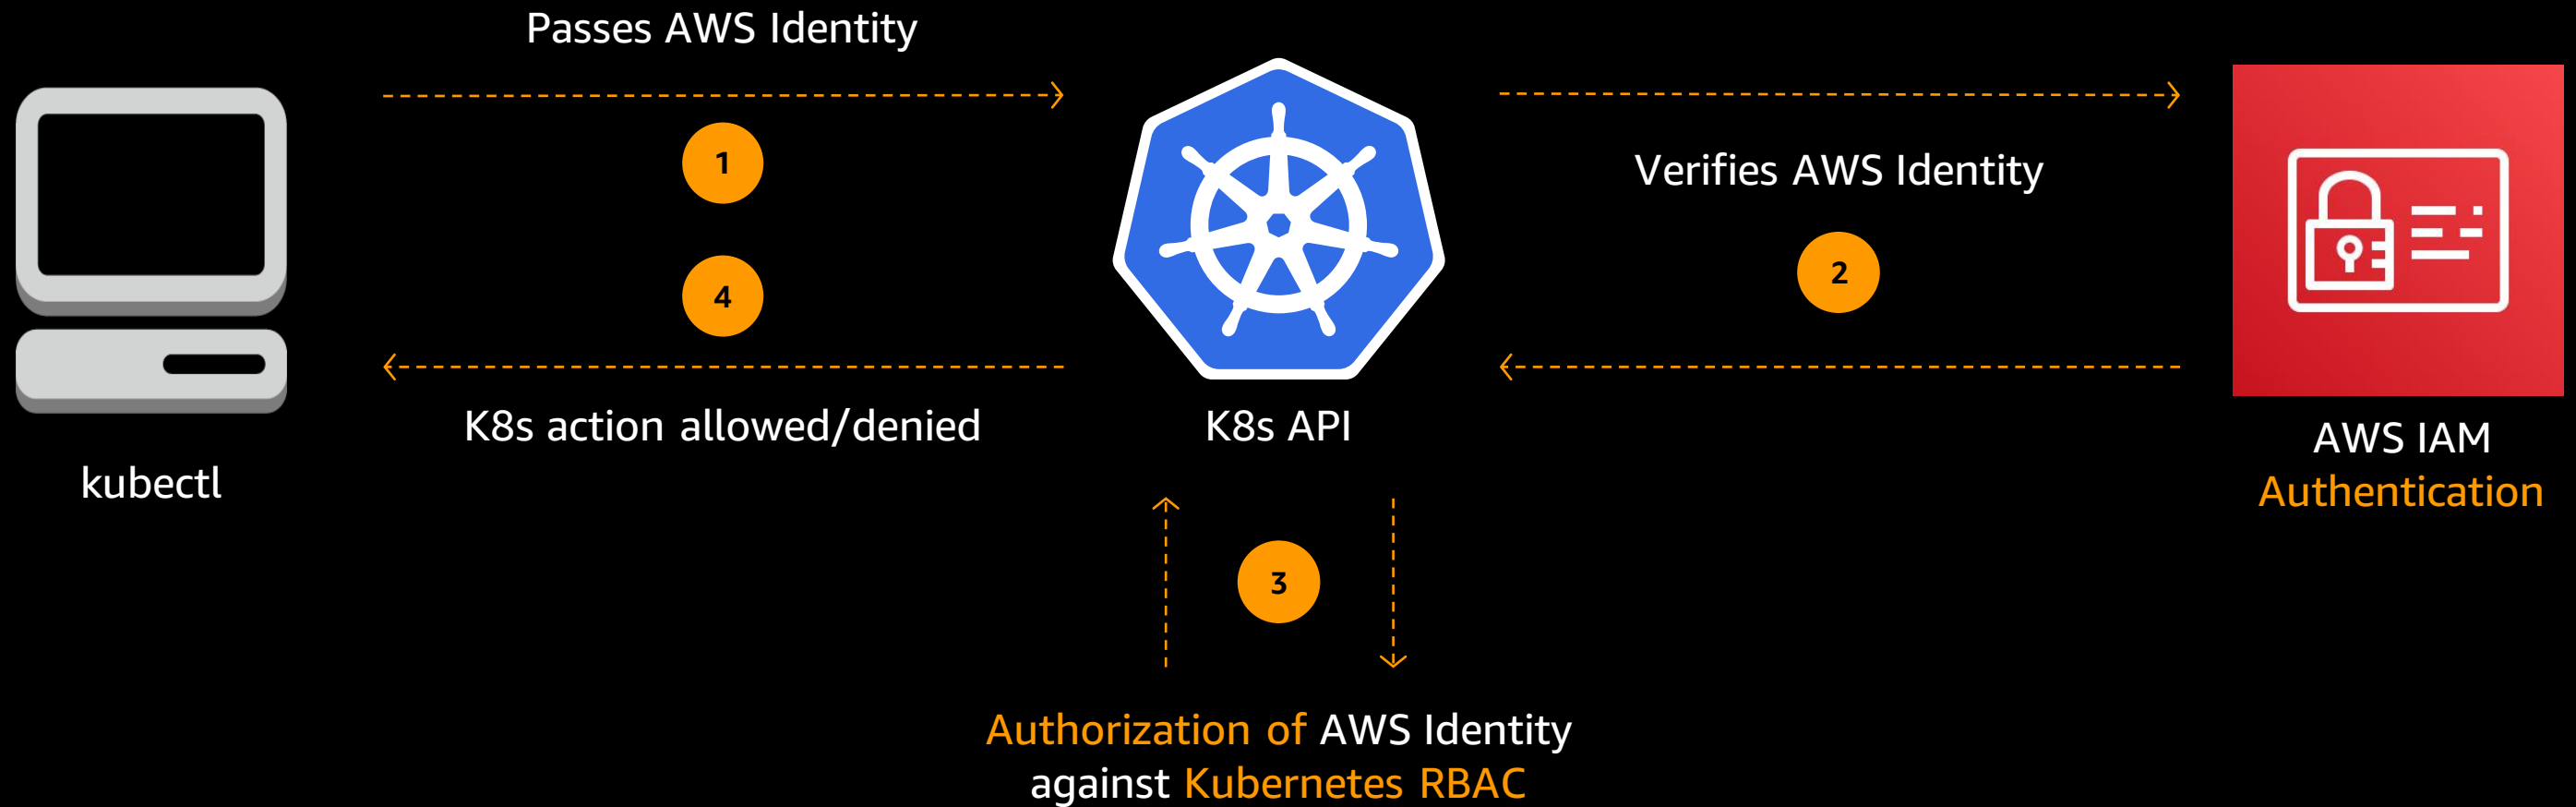 Passes AWS Identity
1
Verifies AWS Identity
2
4
K8s action allowed/denied
K8s API
AWS IAM
Authentication
kubectl
3
Authorization of AWS Identity
against Kubernetes RBAC